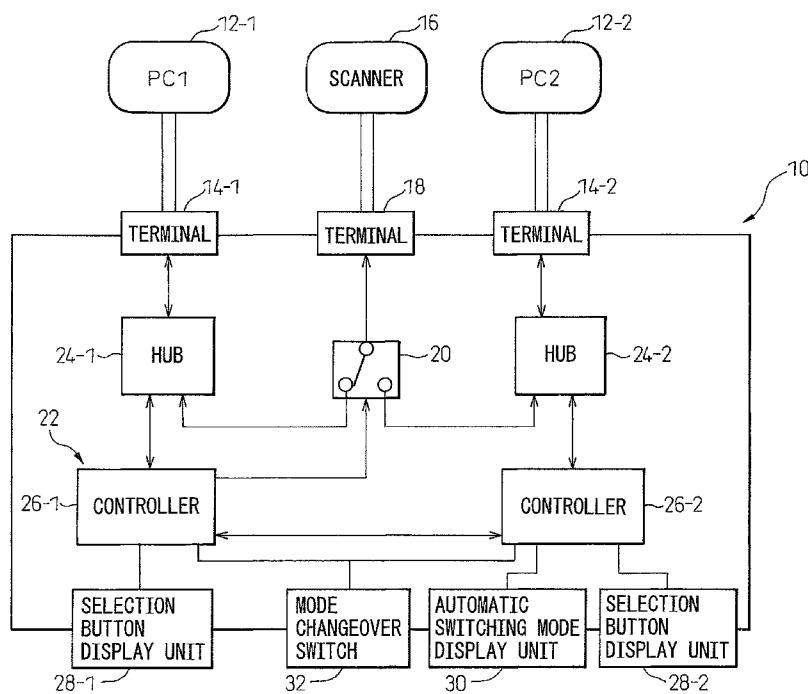 12-1
16
12-2
PC1
SCANNER
PC2
14-1
18
14-2
10
TERMINAL
TERMINAL
TERMINAL
24-1
HUB
20
HUB
24-2
22
26-1
CONTROLLER
CONTROLLER
26-2
SELECTION
BUTTON
DISPLAY UNIT
MODE
CHANGEOVER
SWITCH
AUTOMATIC
SWITCHING MODE
DISPLAY UNIT
SELECTION
BUTTON
DISPLAY UNIT
28-1
32
30
28-2